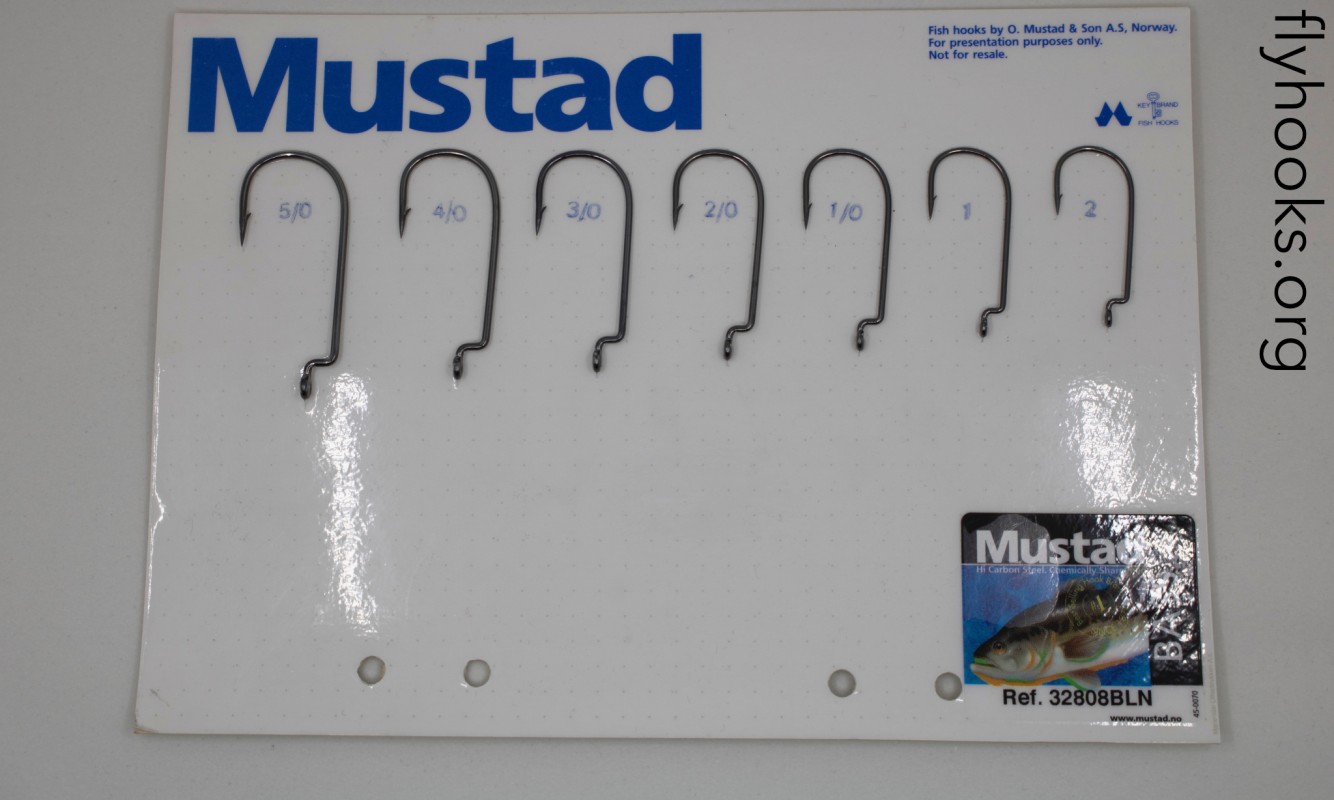 Mustad
Fish hooks by O. Mustad & Son A.S, Norway.
For presentation purposes only.
Not for resale.
KEY BRAND
FISH HOOKS
5/0
4/0
3/0
2/0
1/0
1
2
Mustad
Hi Carbon Steel. Chemically
Ref. 32808BLN
www.mustad.no
45-0070
flyhooks.org